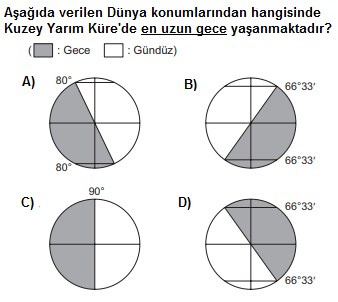 Aşağıda verilen Dünya konumlarından hangisinde
Kuzey Yarım Küre'de en uzun gece yaşanmaktadır?
( : Gece : Gündüz)
A) 80°
80°
B) 66°33'
66°33'
C) 90°
D) 66°33'
66°33'